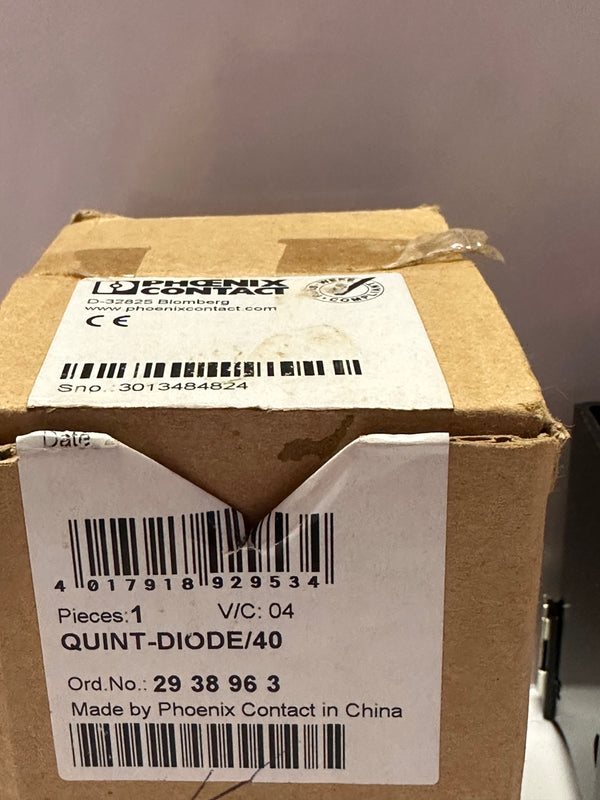 PHŒNIX
CONTACT
D-32825 Blomberg
www.phoenixcontact.com
CE
Sno.: 3013484824
Date
4 017918 929534
Pieces: 1 V/C: 04
QUINT-DIODE/40
Ord.No.: 29 38 96 3
Made by Phoenix Contact in China